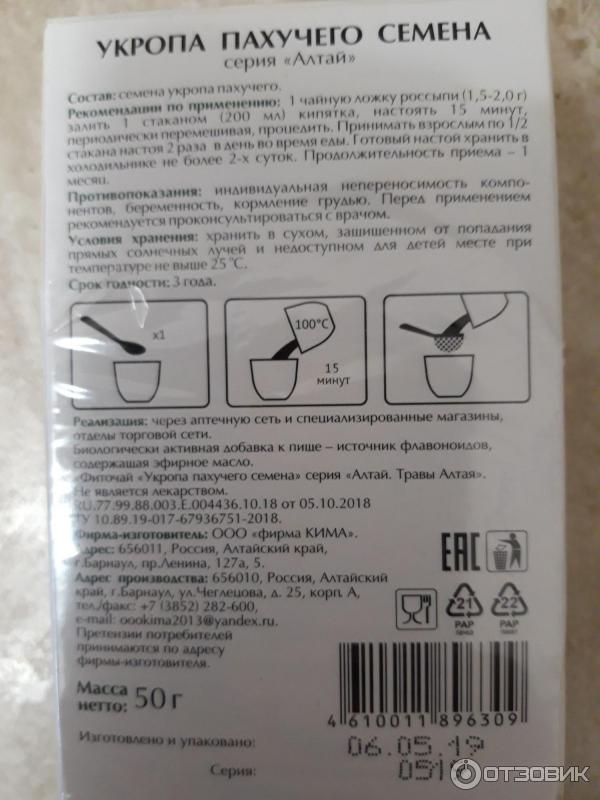 УКРОПА ПАХУЧЕГО СЕМЕНА
серия «Алтай»
Состав: семена укропа пахучего.
Рекомендации по применению: 1 чайную ложку россыпи (1,5-2,0 г)
залить 1 стаканом (200 мл) кипятка, настоять 15 минут,
периодически перемешивая, процедить. Принимать взрослым по 1/2
стакана настоя 2 раза в день во время еды. Готовый настой хранить в
холодильнике не более 2-х суток. Продолжительность приема – 1
месяц.
Противопоказания: индивидуальная непереносимость компо-
нентов, беременность, кормление грудью. Перед применением
рекомендуется проконсультироваться с врачом.
Условия хранения: хранить в сухом, защищенном от попадания
прямых солнечных лучей и недоступном для детей месте при
температуре не выше 25 °С.
Срок годности: 3 года.
x1
100°C
15
минут
Реализация: через аптечную сеть и специализированные магазины,
отделы торговой сети.
Биологически активная добавка к пище – источник флавоноидов,
содержащая эфирное масло.
«Фиточай «Укропа пахучего семена» серия «Алтай. Травы Алтая».
Не является лекарством.
RU.77.99.88.003.Е.004436.10.18 от 05.10.2018
ТУ 10.89.19-017-67936751-2018.
Фирма-изготовитель: ООО «фирма КИМА».
Адрес: 656011, Россия, Алтайский край,
г.Барнаул, пр.Ленина, 127а, 5.
Адрес производства: 656010, Россия, Алтайский
край, г.Барнаул, ул.Чеглецова, д. 25, корп. А,
тел./факс: +7 (3852) 282-600,
e-mail: oookima2013@yandex.ru.
Претензии потребителей
принимаются по адресу
фирмы-изготовителя.
ЕАС
21
PAP
22
PAP
Масса
нетто: 50 г
4 610011 896309
Изготовлено и упаковано: 06.05.19
Серия: 0519
ОТЗОВИК